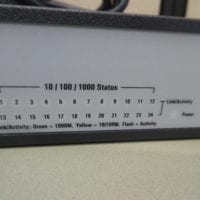 10 / 100 / 1000 Status
1 2 3 4 5 6 7 8 9 10 11 12 Link/Activity
13 14 15 16 17 18 19 20 21 22 23 24 Power
Link/Activity: Green = 1000M, Yellow = 10/100M, Flash = Activity